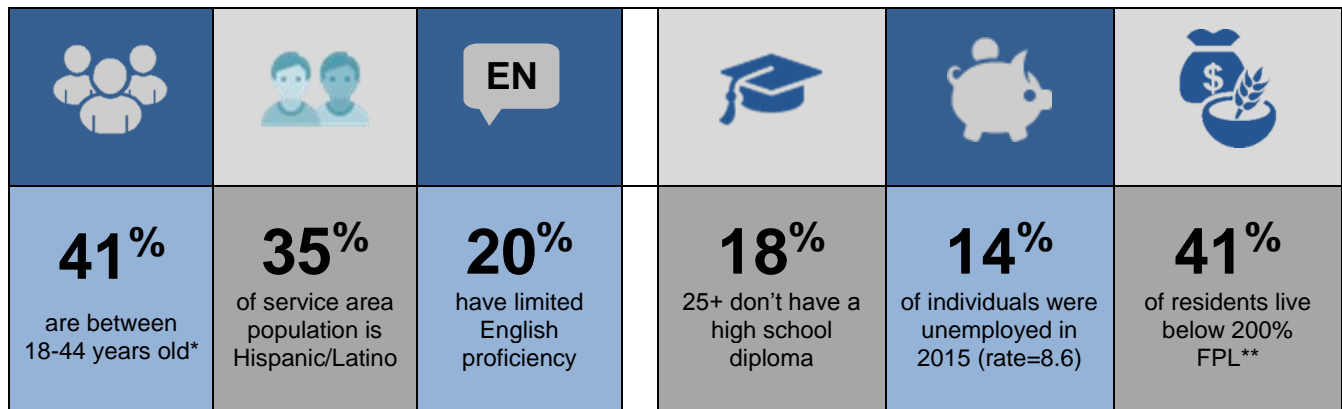 EN
$
41%
are between
18-44 years old*
35%
of service area
population is
Hispanic/Latino
20%
have limited
English
proficiency
18%
25+ don't have a
high school
diploma
14%
of individuals were
unemployed in
2015 (rate=8.6)
41%
of residents live
below 200%
FPL**